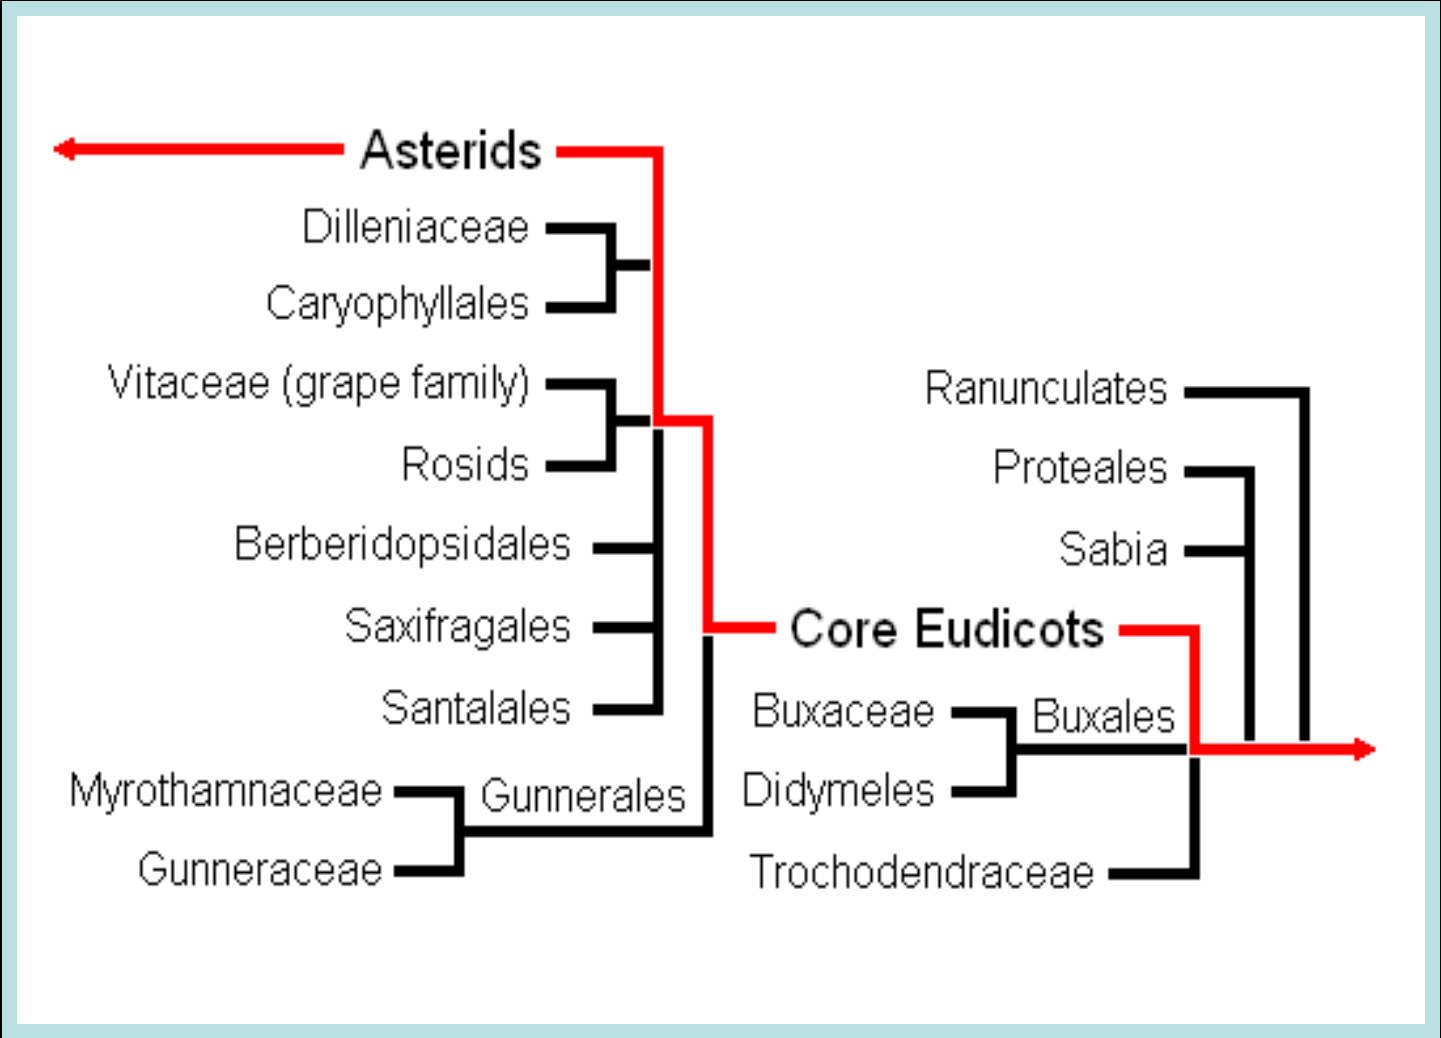 Asterids
Dilleniaceae
Caryophyllales
Vitaceae (grape family)
Rosids
Berberidopsidales
Saxifragales
Santalales
Myrothamnaceae
Gunnerales
Gunneraceae
Ranunculates
Proteales
Sabia
Core Eudicots
Buxaceae
Buxales
Didymeles
Trochodendraceae